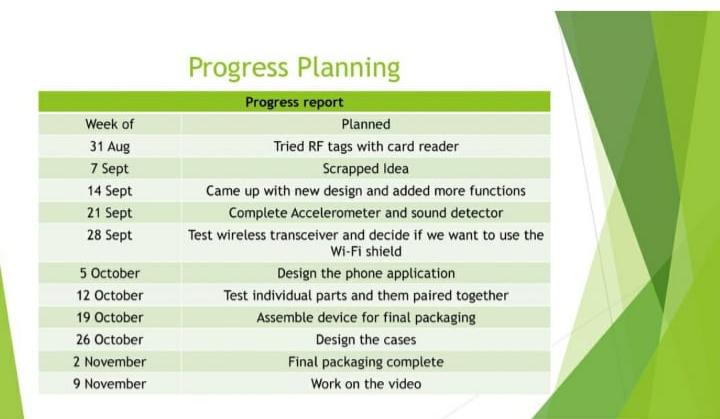 Progress Planning
Progress report
Week of Planned
31 Aug Tried RF tags with card reader
7 Sept Scrapped Idea
14 Sept Came up with new design and added more functions
21 Sept Complete Accelerometer and sound detector
28 Sept Test wireless transceiver and decide if we want to use the
Wi-Fi shield
5 October Design the phone application
12 October Test individual parts and them paired together
19 October Assemble device for final packaging
26 October Design the cases
2 November Final packaging complete
9 November Work on the video